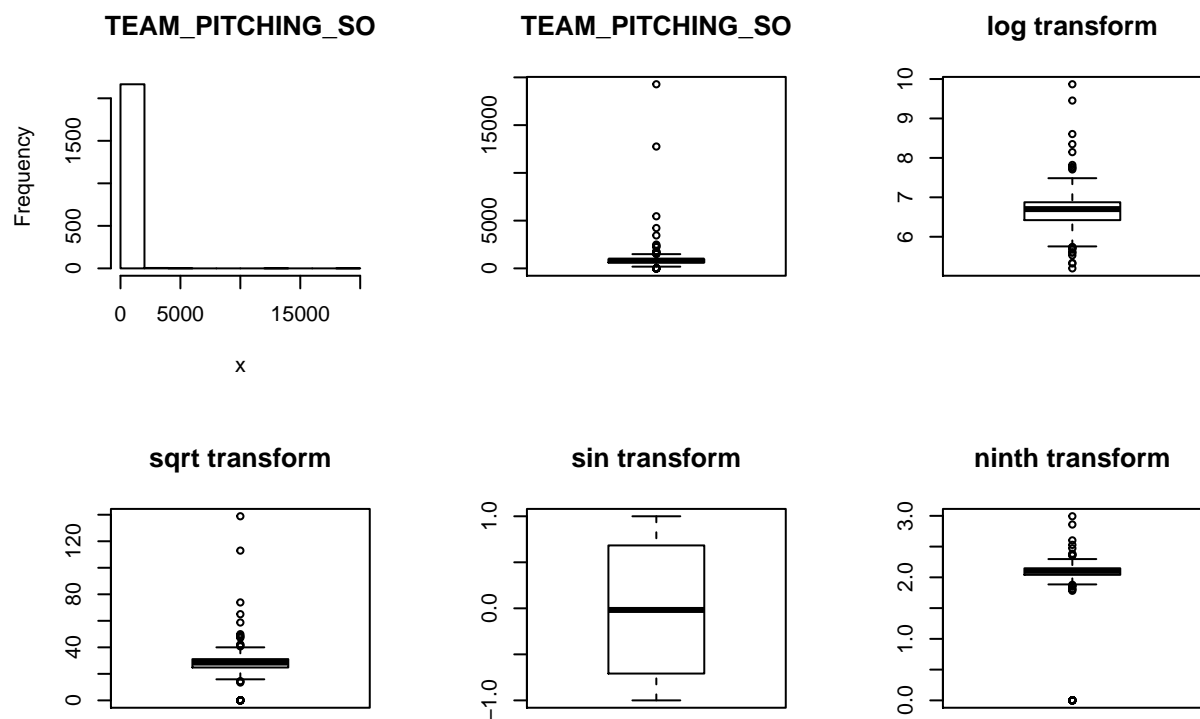 TEAM_PITCHING_SO
Frequency
0 500 1500
0 5000 15000
x
TEAM_PITCHING_SO
0 5000 15000
log transform
6 7 8 9 10
sqrt transform
0 40 80 120
sin transform
−1.0 0.0 1.0
ninth transform
0.0 1.0 2.0 3.0